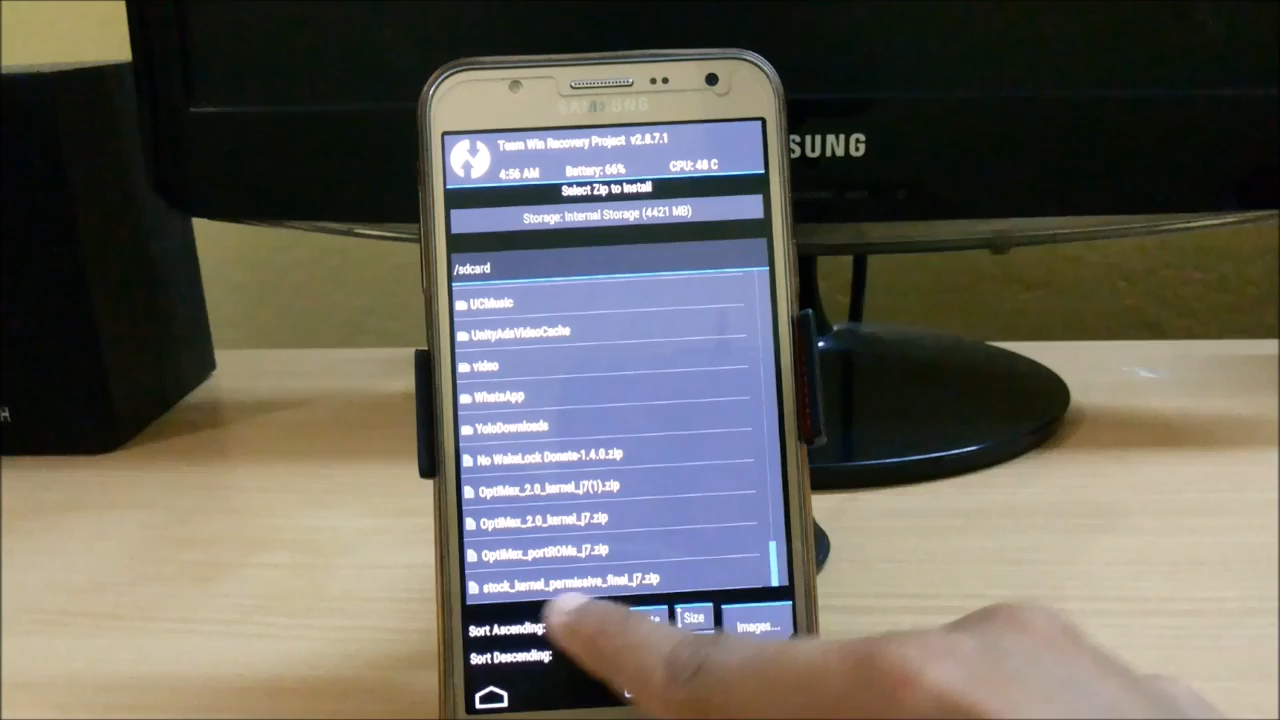 SAMSUNG
SUNG
Team Win Recovery Project v2.8.7.1
4:56 AM Battery: 66% CPU: 48 C
Select Zip to Install
Storage: Internal Storage (4421 MB)
/sdcard
UCMusic
UnityAdsVideoCache
video
WhatsApp
YoloDownloads
No WakeLock Donate-1.4.0.zip
OptiMax_2.0_kernel_j7(1).zip
OptiMax_2.0_kernel_j7.zip
OptiMax_portROMs_j7.zip
stock_kernel_permissive_final_j7.zip
Sort Ascending: Size Images...
Sort Descending:
H